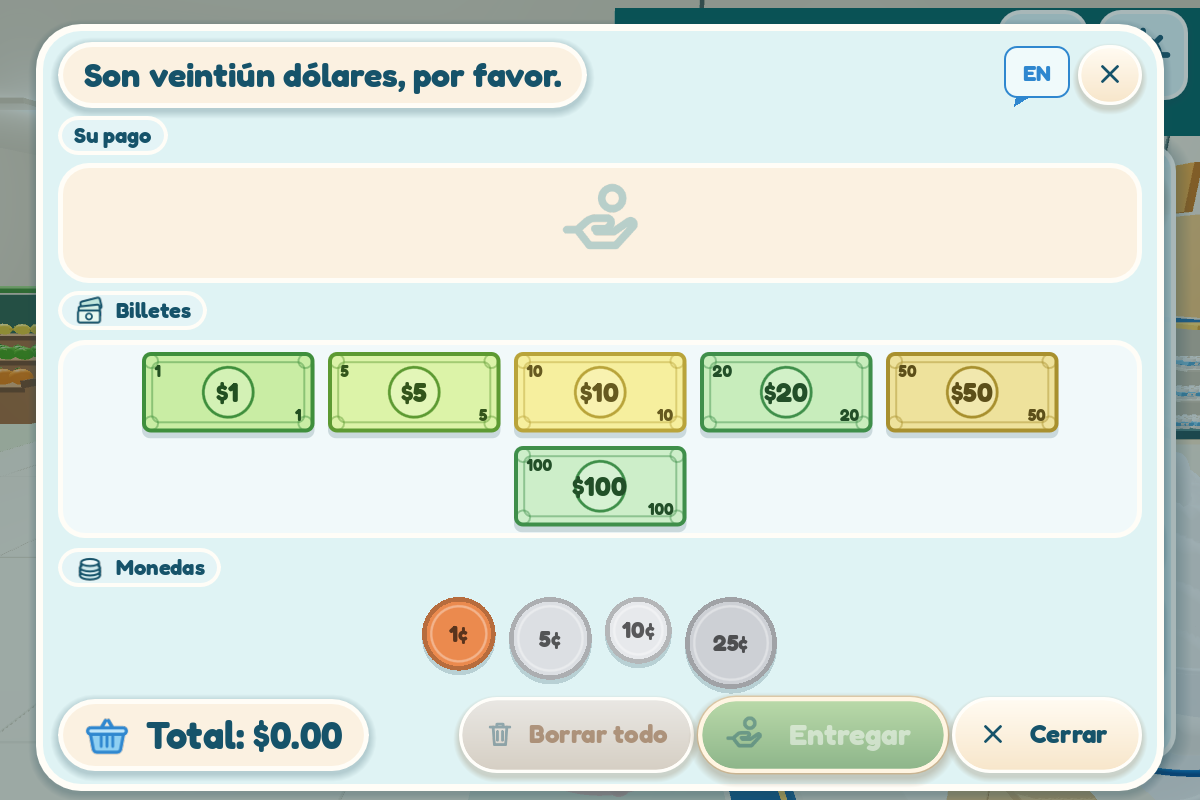 Son veintiún dólares, por favor.
EN
Su pago
Billetes
1 $1 1
5 $5 5
10 $10 10
20 $20 20
50 $50 50
100 $100 100
Monedas
1¢ 5¢ 10¢ 25¢
Total: $0.00
Borrar todo
Entregar
Cerrar